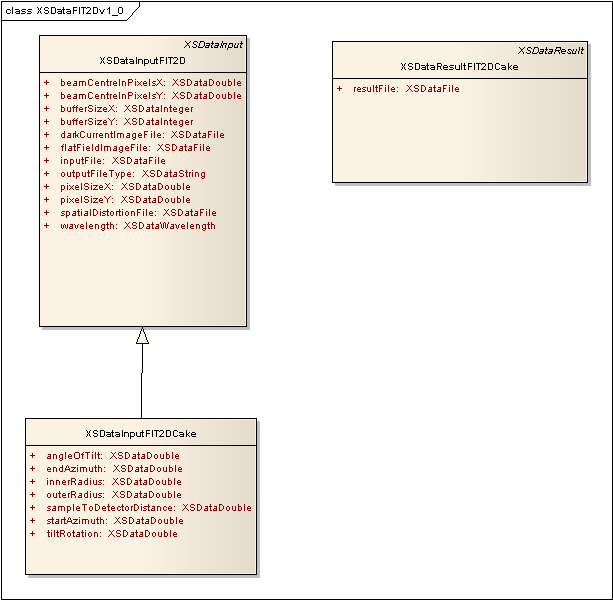 class XSDataFIT2Dv1_0
XSDataInput
XSDataInputFIT2D
+ beamCentreInPixelsX: XSDataDouble
+ beamCentreInPixelsY: XSDataDouble
+ bufferSizeX: XSDataInteger
+ bufferSizeY: XSDataInteger
+ darkCurrentImageFile: XSDataFile
+ flatFieldImageFile: XSDataFile
+ inputFile: XSDataFile
+ outputFileType: XSDataString
+ pixelSizeX: XSDataDouble
+ pixelSizeY: XSDataDouble
+ spatialDistortionFile: XSDataFile
+ wavelength: XSDataWavelength
XSDataResult
XSDataResultFIT2DCake
+ resultFile: XSDataFile
XSDataInputFIT2DCake
+ angleOfTilt: XSDataDouble
+ endAzimuth: XSDataDouble
+ innerRadius: XSDataDouble
+ outerRadius: XSDataDouble
+ sampleToDetectorDistance: XSDataDouble
+ startAzimuth: XSDataDouble
+ tiltRotation: XSDataDouble